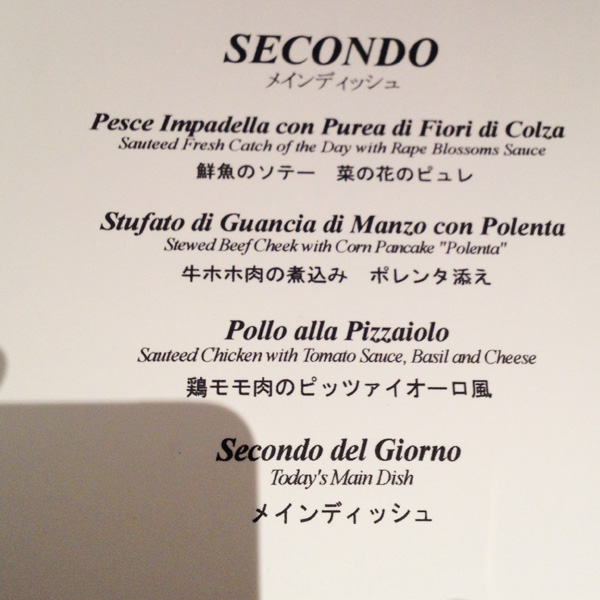 SECONDO
メインディッシュ
Pesce Impadella con Purea di Fiori di Colza
Sauteed Fresh Catch of the Day with Rape Blossoms Sauce
鮮魚のソテー　菜の花のピュレ
Stufato di Guancia di Manzo con Polenta
Stewed Beef Cheek with Corn Pancake "Polenta"
牛ホホ肉の煮込み　ポレンタ添え
Pollo alla Pizzaiolo
Sauteed Chicken with Tomato Sauce, Basil and Cheese
鶏モモ肉のピッツァイオーロ風
Secondo del Giorno
Today's Main Dish
メインディッシュ